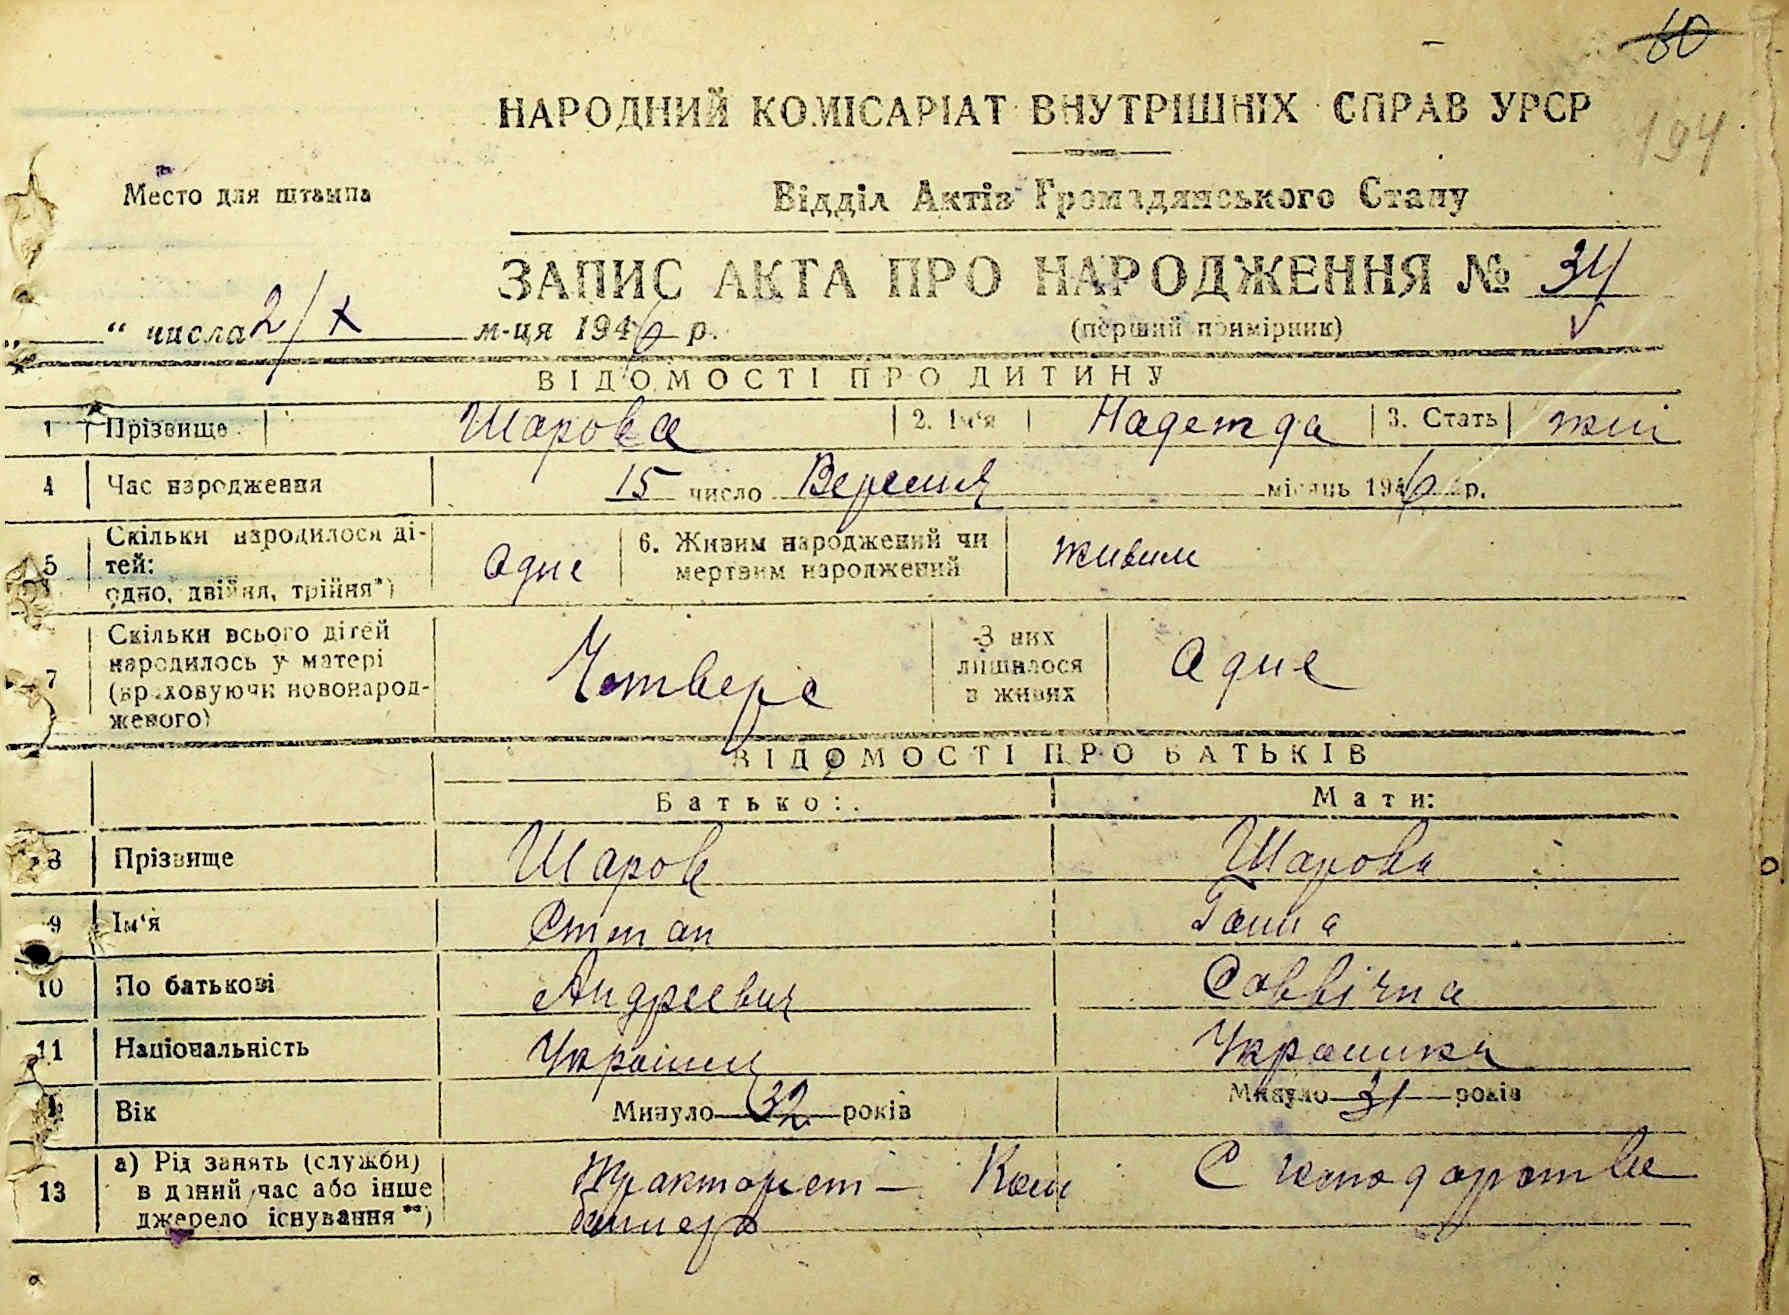 60
194
НАРОДНИЙ КОМІСАРІАТ ВНУТРІШНІХ СПРАВ УРСР
Место для штампа
Відділ Актів Громадянського Стану
ЗАПИС АКТА ПРО НАРОДЖЕННЯ № 34
„ “ числа 2/X м-ця 1946 р. (перший примірник)
ВІДОМОСТІ ПРО ДИТИНУ
1 Прізвище Шарова 2. Ім‘я Надежда 3. Стать жін
4 Час народження 15 число Вересня місяць 1946 р.
5 Скільки народилося дітей: одно, двійня, трійня*) Одне 6. Живим народжений чи мертвим народжений живим
7 Скільки всього дітей народилось у матері (враховуючи новонародженого) Четверо З них лишилося в живих Одне
ВІДОМОСТІ ПРО БАТЬКІВ
Батько: Мати:
8 Прізвище Шаров Шарова
9 Ім‘я Степан Ганна
10 По батькові Андреевич Саввічна
11 Національність Украінец Украинка
12 Вік Минуло 32 років Минуло 31 років
13 а) Рід занять (служби) в даний час або інше джерело існування**) Тракторист – Комбайнера С господарстве